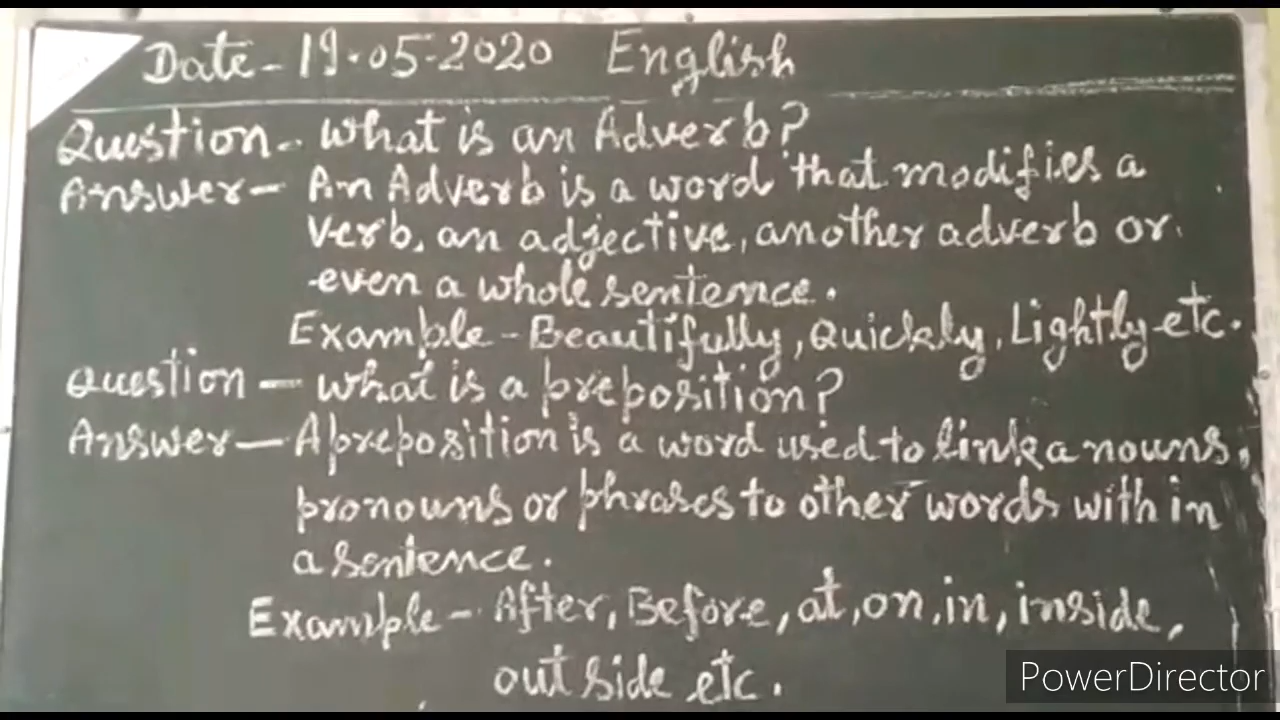 Date - 19.05.2020 English
Question - What is an Adverb?
Answer - An Adverb is a word that modifies a
verb, an adjective, another adverb or
even a whole sentence.
Example - Beautifully, Quickly, Lightly etc.
Question - What is a preposition?
Answer - A preposition is a word used to link a nouns,
pronouns or phrases to other words with in
a sentence.
Example - After, Before, at, on, in, inside,
out side etc.
PowerDirector